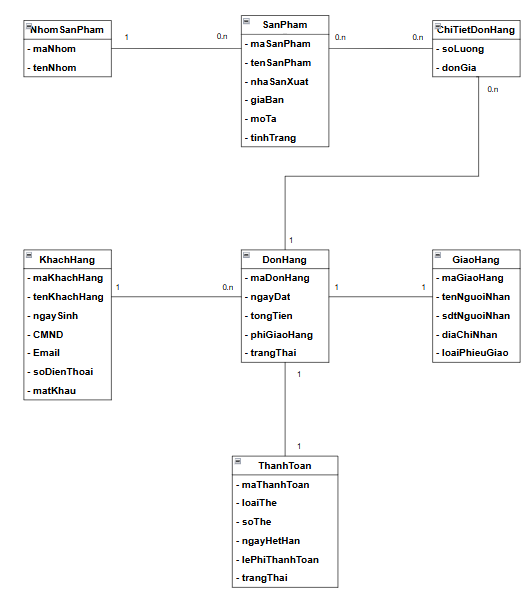 NhomSanPham
- maNhom
- tenNhom
1
0.n
SanPham
- maSanPham
- tenSanPham
- nhaSanXuat
- giaBan
- moTa
- tinhTrang
0.n
0.n
ChiTietDonHang
- soLuong
- donGia
0.n
1
KhachHang
- maKhachHang
- tenKhachHang
- ngaySinh
- CMND
- Email
- soDienThoai
- matKhau
1
0.n
DonHang
- maDonHang
- ngayDat
- tongTien
- phiGiaoHang
- trangThai
1
1
GiaoHang
- maGiaoHang
- tenNguoiNhan
- sdtNguoiNhan
- diaChiNhan
- loaiPhieuGiao
1
1
ThanhToan
- maThanhToan
- loaiThe
- soThe
- ngayHetHan
- lePhiThanhToan
- trangThai